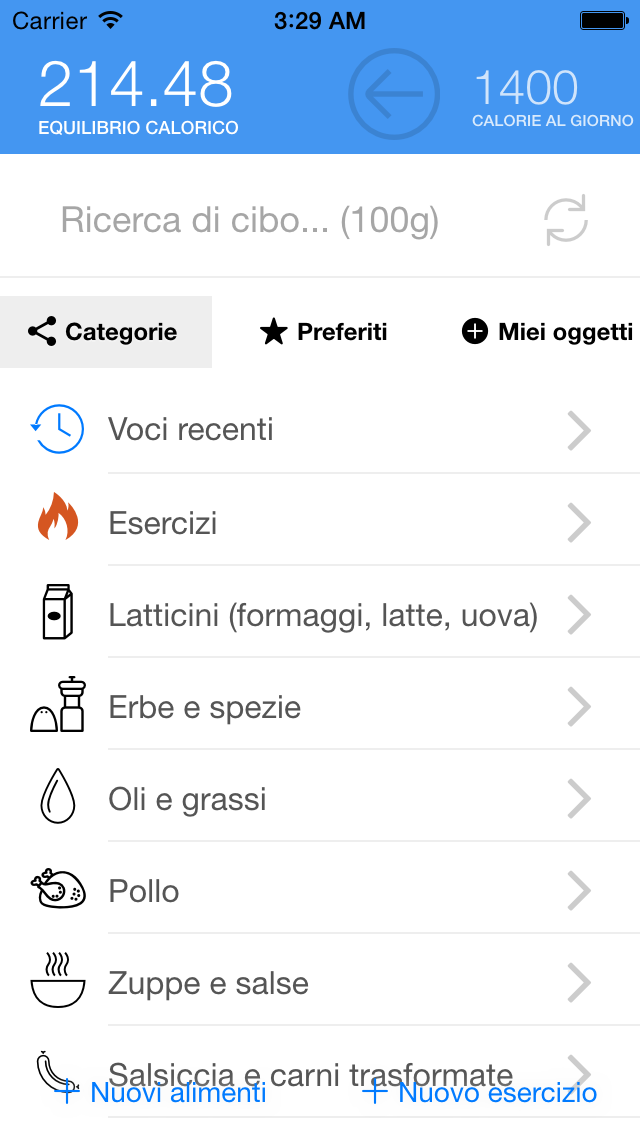 Carrier 3:29 AM
214.48 1400
EQUILIBRIO CALORICO CALORIE AL GIORNO
Ricerca di cibo... (100g)
Categorie Preferiti Miei oggetti
Voci recenti
Esercizi
Latticini (formaggi, latte, uova)
Erbe e spezie
Oli e grassi
Pollo
Zuppe e salse
Salsiccia e carni trasformate
Nuovi alimenti Nuovo esercizio